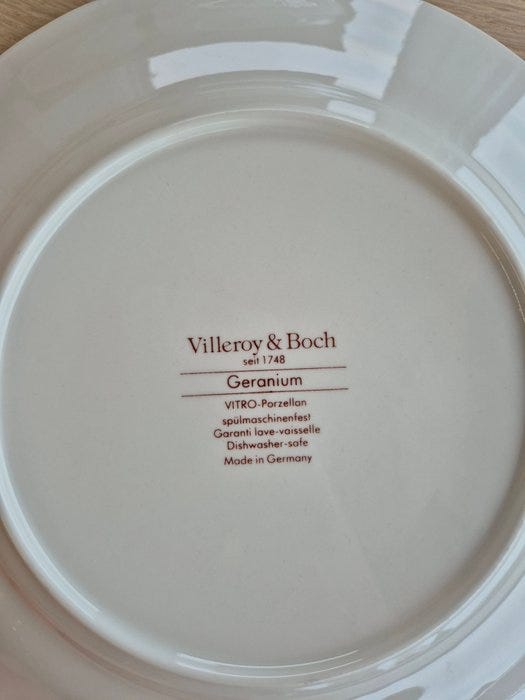 Villeroy & Boch
seit 1748
Geranium
VITRO-Porzellan
spülmaschinenfest
Garanti lave-vaisselle
Dishwasher-safe
Made in Germany